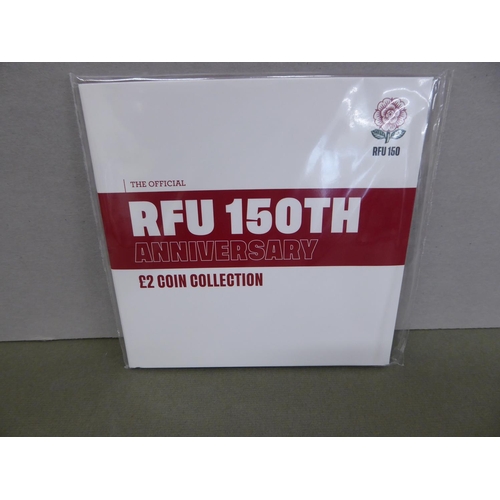 RFU 150
THE OFFICIAL
RFU 150TH
ANNIVERSARY
£2 COIN COLLECTION